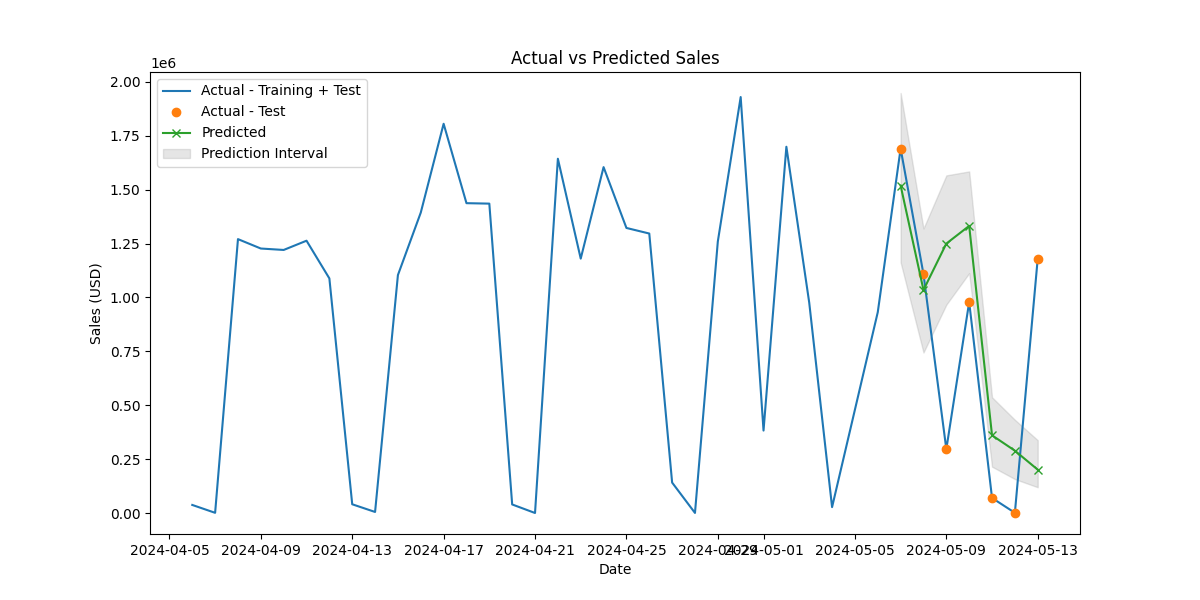 Actual vs Predicted Sales
1e6
2.00
1.75
1.50
1.25
1.00
0.75
0.50
0.25
0.00
Sales (USD)
Actual - Training + Test
Actual - Test
Predicted
Prediction Interval
2024-04-05 2024-04-09 2024-04-13 2024-04-17 2024-04-21 2024-04-25 2024-04-29 2024-05-01 2024-05-05 2024-05-09 2024-05-13
Date